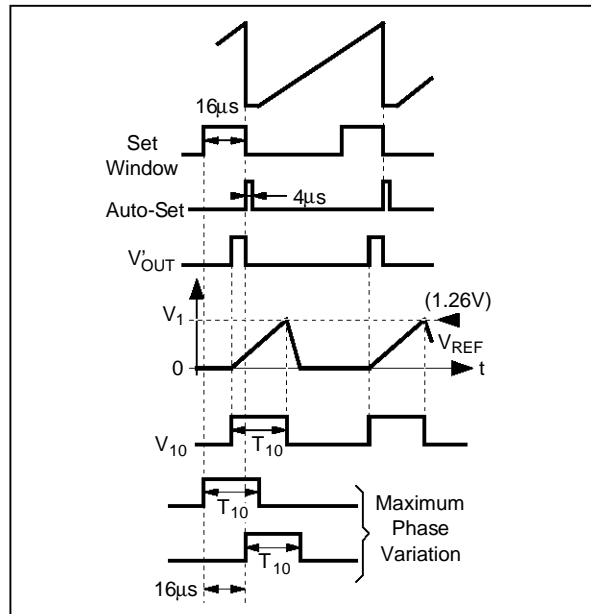 16µs
Set
Window
Auto-Set
4µs
V'OUT
V1
(1.26V)
VREF
0
t
V10
T10
T10
T10
Maximum
Phase
Variation
16µs